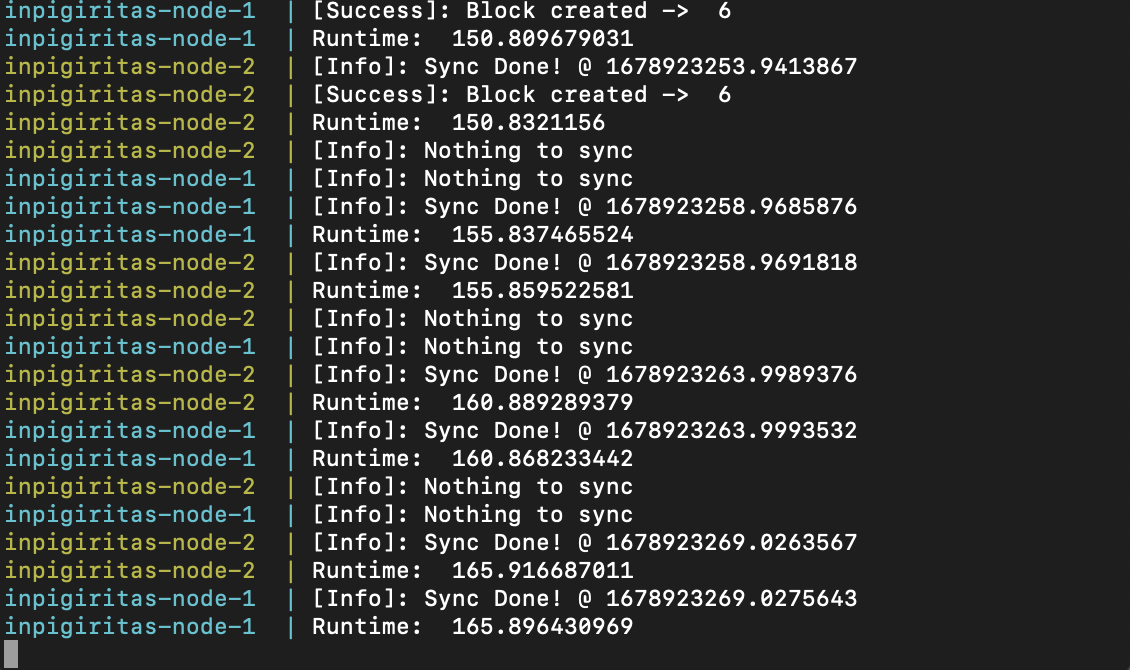 inpigiritas-node-1  | [Success]: Block created ->  6
inpigiritas-node-1  | Runtime:  150.809679031
inpigiritas-node-2  | [Info]: Sync Done! @ 1678923253.9413867
inpigiritas-node-2  | [Success]: Block created ->  6
inpigiritas-node-2  | Runtime:  150.8321156
inpigiritas-node-2  | [Info]: Nothing to sync
inpigiritas-node-1  | [Info]: Nothing to sync
inpigiritas-node-1  | [Info]: Sync Done! @ 1678923258.9685876
inpigiritas-node-1  | Runtime:  155.837465524
inpigiritas-node-2  | [Info]: Sync Done! @ 1678923258.9691818
inpigiritas-node-2  | Runtime:  155.859522581
inpigiritas-node-2  | [Info]: Nothing to sync
inpigiritas-node-1  | [Info]: Nothing to sync
inpigiritas-node-2  | [Info]: Sync Done! @ 1678923263.9989376
inpigiritas-node-2  | Runtime:  160.889289379
inpigiritas-node-1  | [Info]: Sync Done! @ 1678923263.9993532
inpigiritas-node-1  | Runtime:  160.868233442
inpigiritas-node-2  | [Info]: Nothing to sync
inpigiritas-node-1  | [Info]: Nothing to sync
inpigiritas-node-2  | [Info]: Sync Done! @ 1678923269.0263567
inpigiritas-node-2  | Runtime:  165.916687011
inpigiritas-node-1  | [Info]: Sync Done! @ 1678923269.0275643
inpigiritas-node-1  | Runtime:  165.896430969